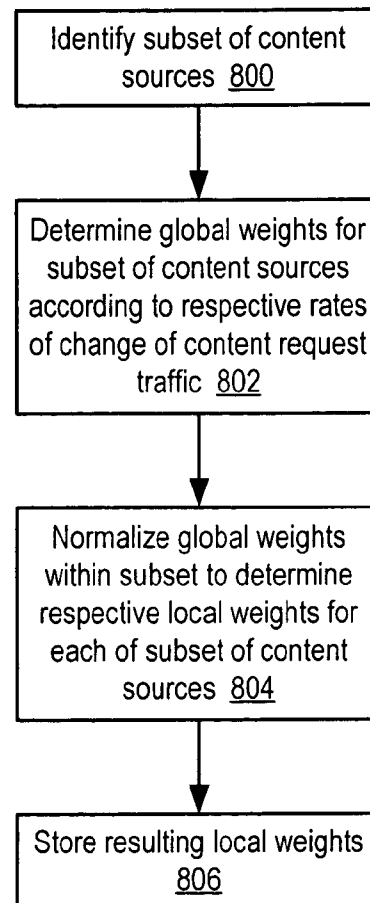 Identify subset of content
sources 800
Determine global weights for
subset of content sources
according to respective rates
of change of content request
traffic 802
Normalize global weights
within subset to determine
respective local weights for
each of subset of content
sources 804
Store resulting local weights
806